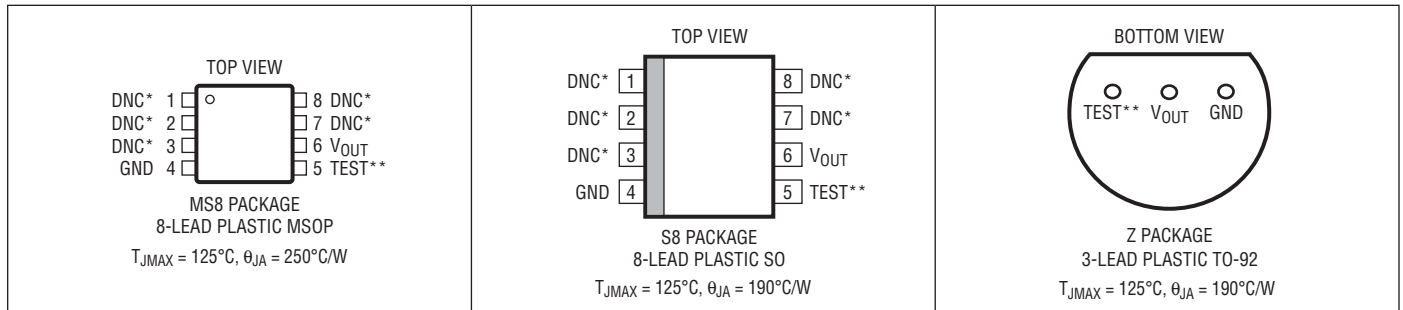 TOP VIEW
DNC* 1 8 DNC*
DNC* 2 7 DNC*
DNC* 3 6 VOUT
GND 4 5 TEST**
MS8 PACKAGE
8-LEAD PLASTIC MSOP
TJMAX = 125°C, θJA = 250°C/W
TOP VIEW
DNC* 1 8 DNC*
DNC* 2 7 DNC*
DNC* 3 6 VOUT
GND 4 5 TEST**
S8 PACKAGE
8-LEAD PLASTIC SO
TJMAX = 125°C, θJA = 190°C/W
BOTTOM VIEW
TEST** VOUT GND
Z PACKAGE
3-LEAD PLASTIC TO-92
TJMAX = 125°C, θJA = 190°C/W